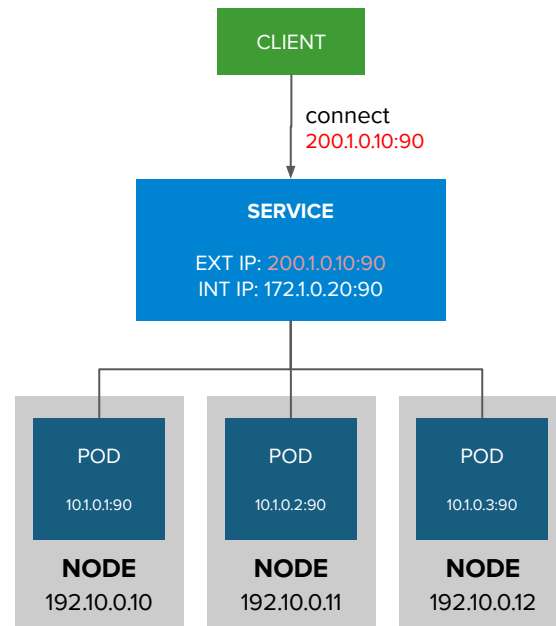 CLIENT
connect
200.1.0.10:90
SERVICE
EXT IP: 200.1.0.10:90
INT IP: 172.1.0.20:90
POD
10.1.0.1:90
NODE
192.10.0.10
POD
10.1.0.2:90
NODE
192.10.0.11
POD
10.1.0.3:90
NODE
192.10.0.12